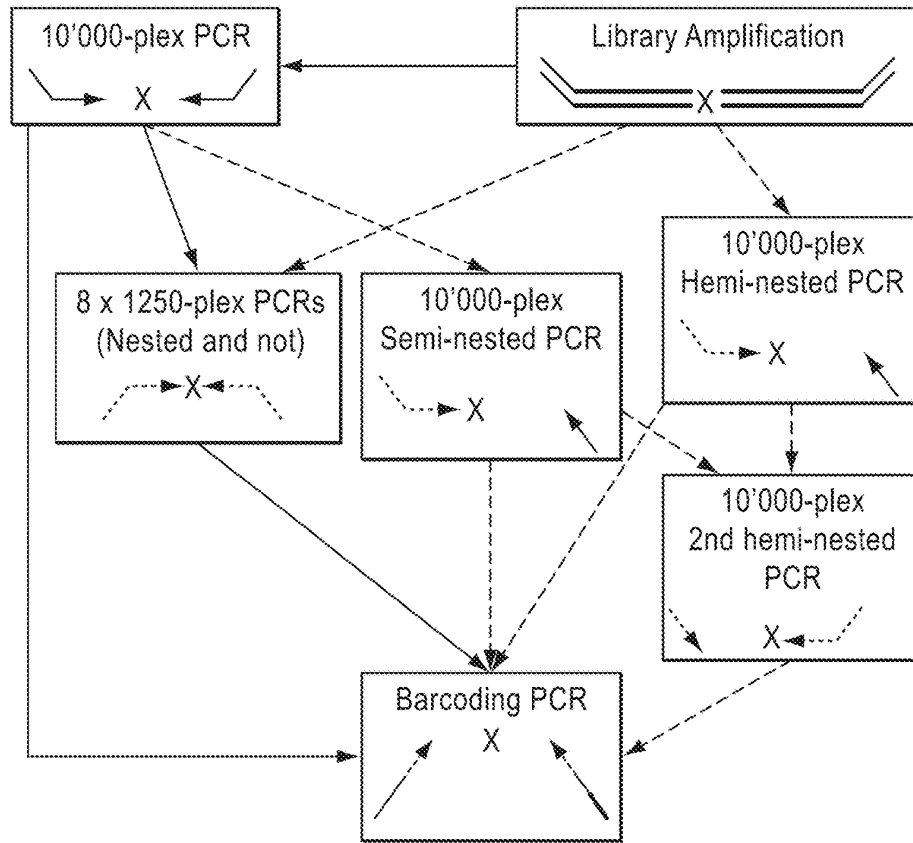 10'000-plex PCR
X
Library Amplification
X
8 x 1250-plex PCRs
(Nested and not)
X
10'000-plex
Semi-nested PCR
X
10'000-plex
Hemi-nested PCR
X
10'000-plex
2nd hemi-nested
PCR
X
Barcoding PCR
X